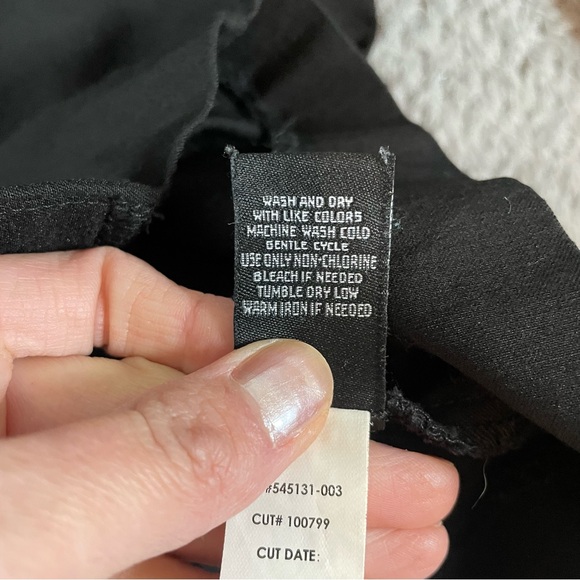 WASH AND DRY
WITH LIKE COLORS
MACHINE WASH COLD
GENTLE CYCLE
USE ONLY NON-CHLORINE
BLEACH IF NEEDED
TUMBLE DRY LOW
WARM IRON IF NEEDED
#545131-003
CUT# 100799
CUT DATE: